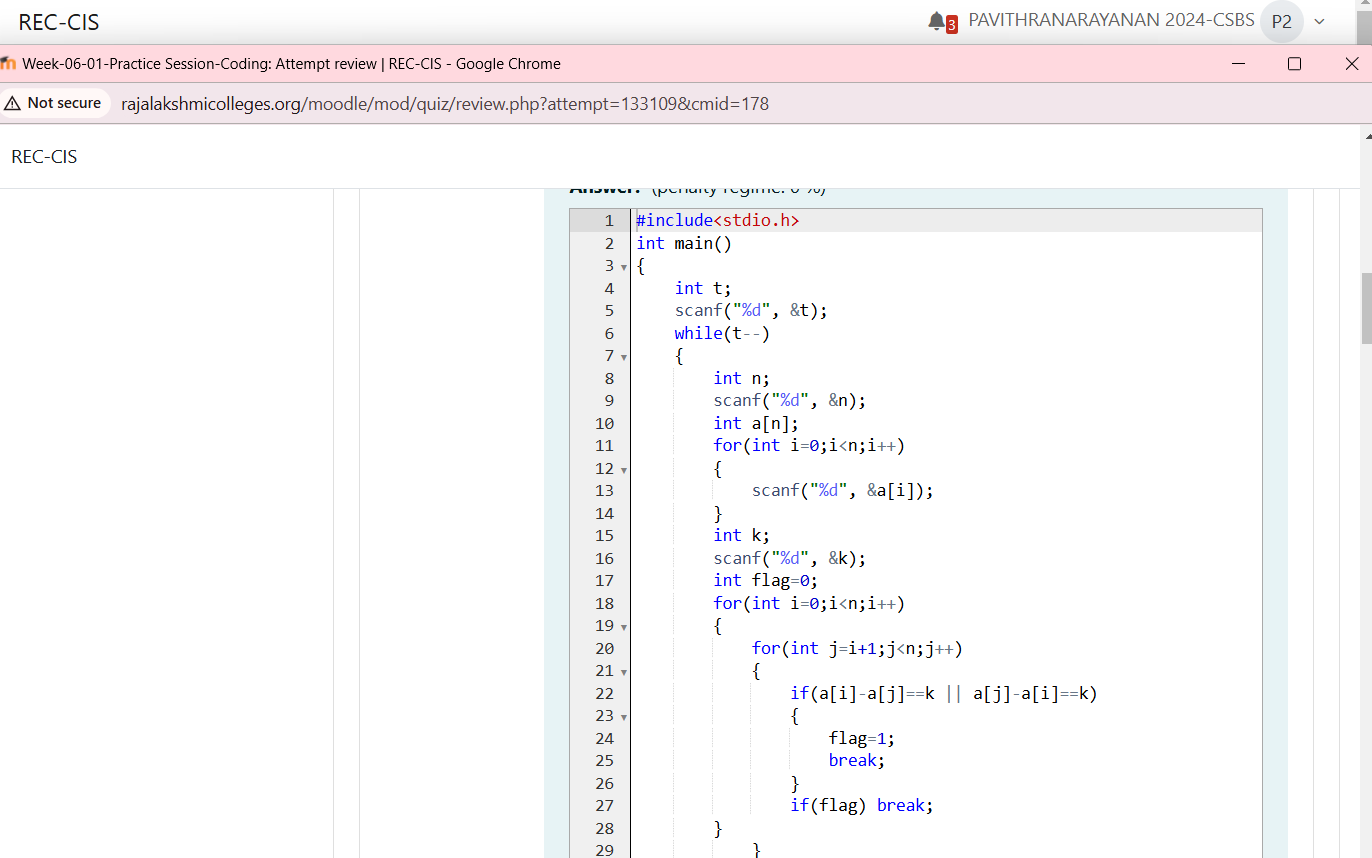 REC-CIS
3 PAVITHRANARAYANAN 2024-CSBS P2
Week-06-01-Practice Session-Coding: Attempt review | REC-CIS - Google Chrome
Not secure rajalakshmicolleges.org/moodle/mod/quiz/review.php?attempt=133109&cmid=178
REC-CIS
Answer: (penalty regime: 0 %)
1 #include<stdio.h>
2 int main()
3 {
4 int t;
5 scanf("%d", &t);
6 while(t--)
7 {
8 int n;
9 scanf("%d", &n);
10 int a[n];
11 for(int i=0;i<n;i++)
12 {
13 scanf("%d", &a[i]);
14 }
15 int k;
16 scanf("%d", &k);
17 int flag=0;
18 for(int i=0;i<n;i++)
19 {
20 for(int j=i+1;j<n;j++)
21 {
22 if(a[i]-a[j]==k || a[j]-a[i]==k)
23 {
24 flag=1;
25 break;
26 }
27 if(flag) break;
28 }
29 }